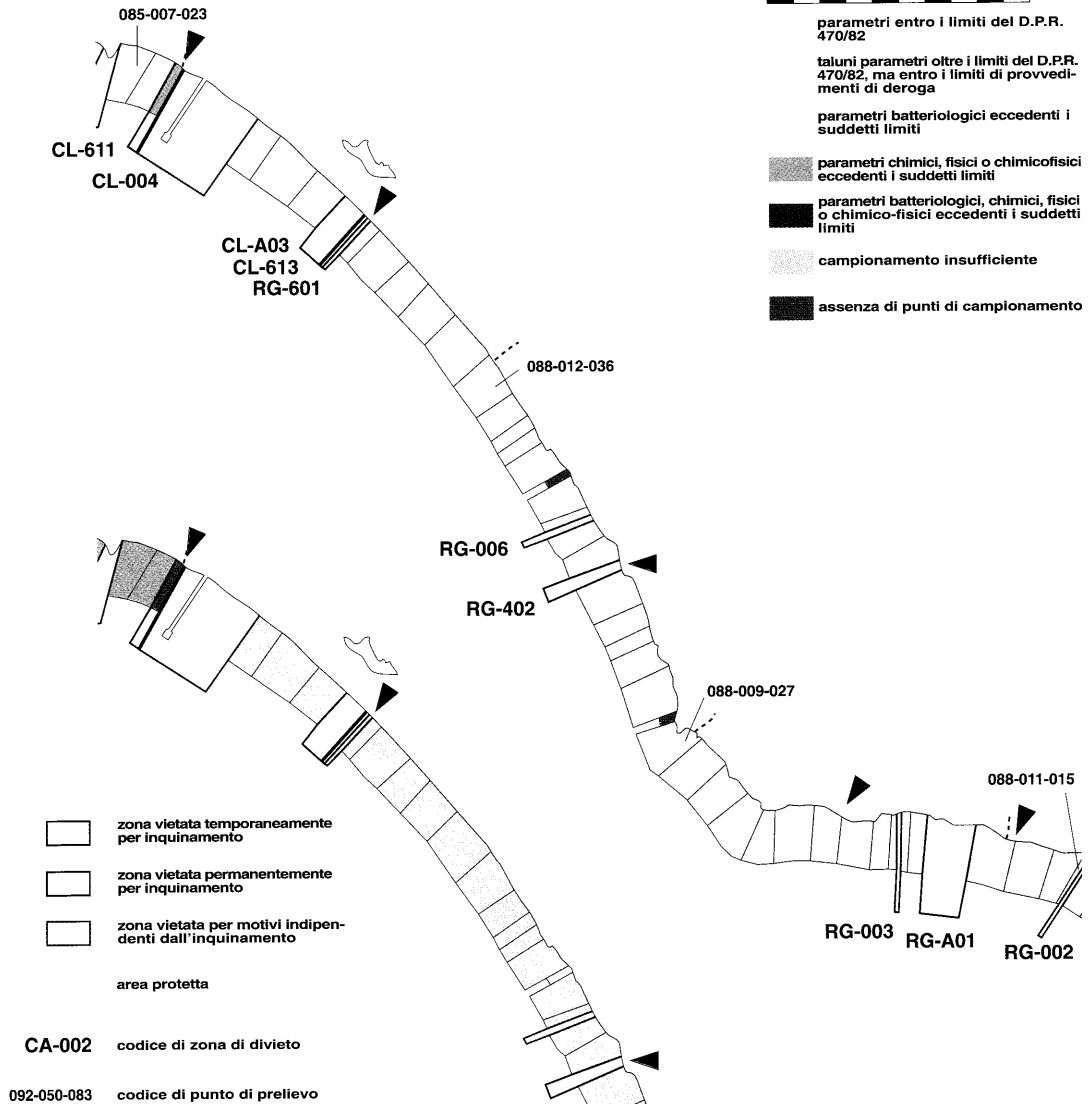 085-007-023
parametri entro i limiti del D.P.R.
470/82
taluni parametri oltre i limiti del D.P.R.
470/82, ma entro i limiti di provvedi-
menti di deroga
parametri batteriologici eccedenti i
suddetti limiti
parametri chimici, fisici o chimicofisici
eccedenti i suddetti limiti
parametri batteriologici, chimici, fisici
o chimico-fisici eccedenti i suddetti
limiti
campionamento insufficiente
assenza di punti di campionamento
CL-611
CL-004
CL-A03
CL-613
RG-601
088-012-036
RG-006
RG-402
088-009-027
088-011-015
RG-003
RG-A01
RG-002
zona vietata temporaneamente
per inquinamento
zona vietata permanentemente
per inquinamento
zona vietata per motivi indipen-
denti dall'inquinamento
area protetta
CA-002 codice di zona di divieto
092-050-083 codice di punto di prelievo